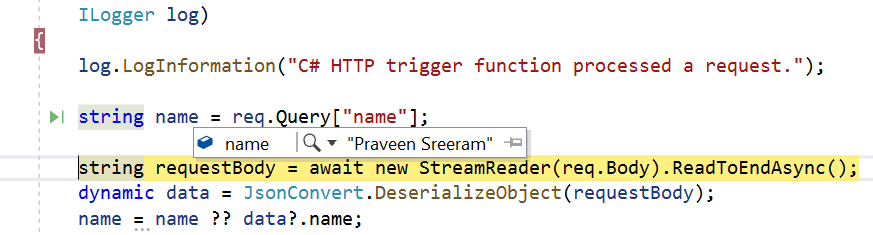 ILogger log)
{
log.LogInformation("C# HTTP trigger function processed a request.");
string name = req.Query["name"];
name "Praveen Sreeram"
string requestBody = await new StreamReader(req.Body).ReadToEndAsync();
dynamic data = JsonConvert.DeserializeObject(requestBody);
name = name ?? data?.name;